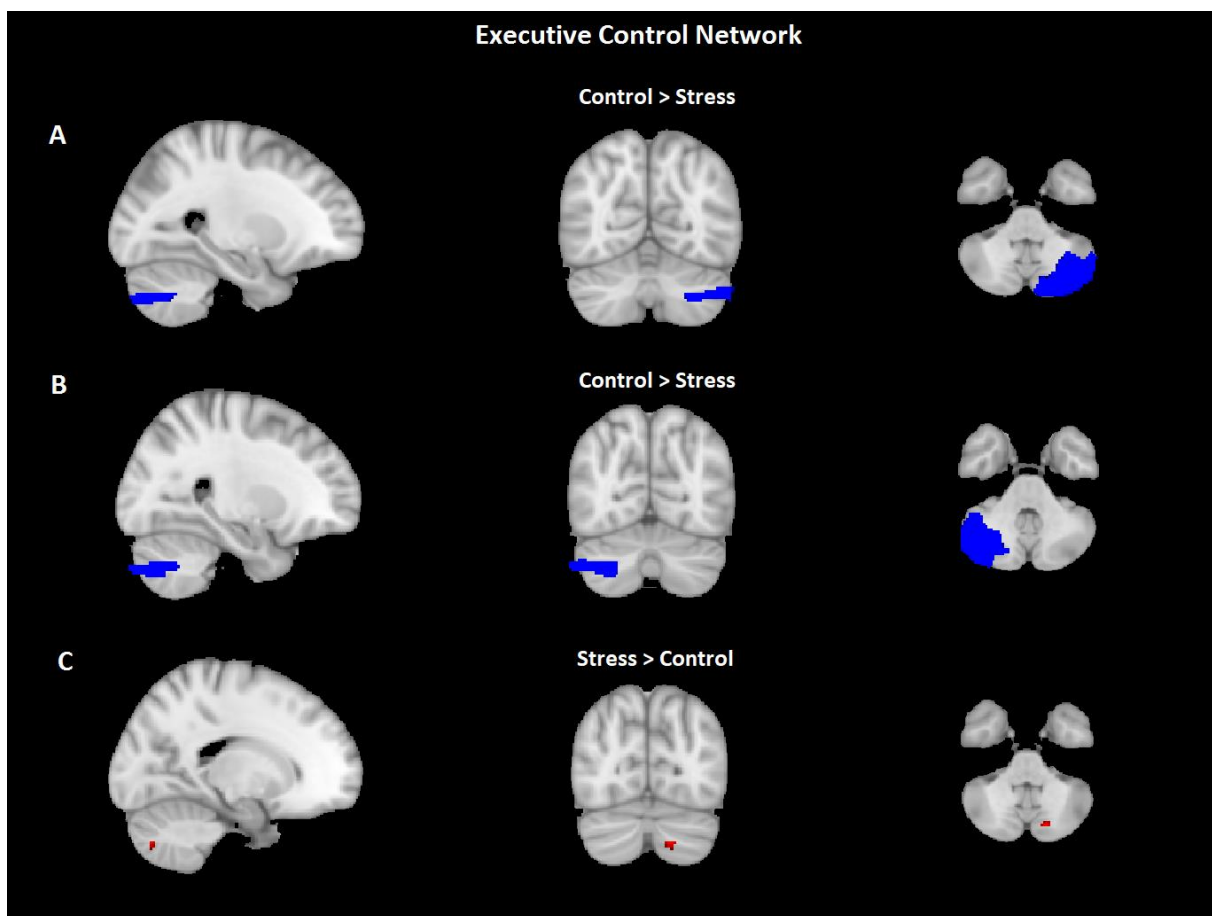 Executive Control Network
Control > Stress
A
Control > Stress
B
Stress > Control
C